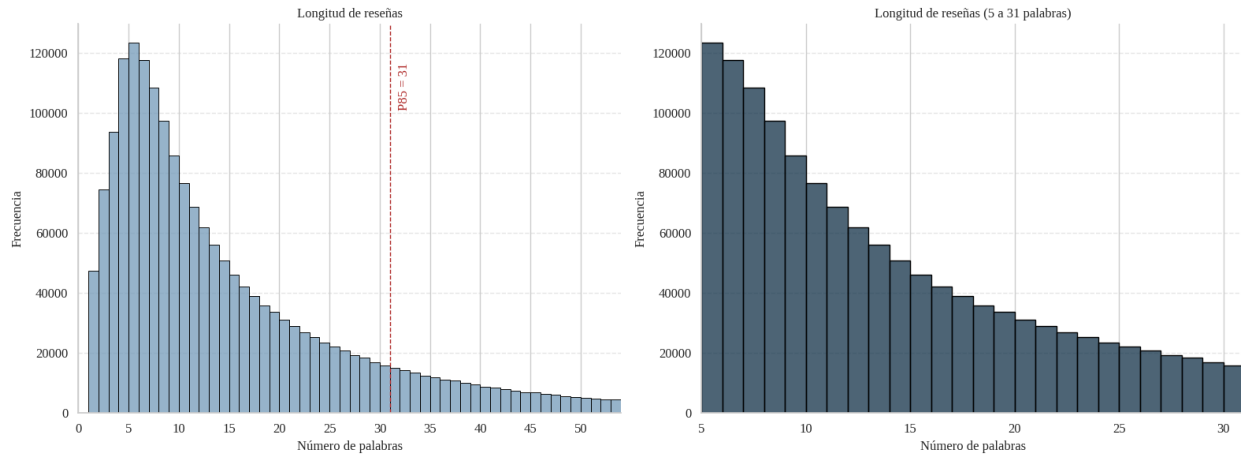 Longitud de reseñas
120000
100000
80000
60000
40000
20000
0
Frecuencia
P85 = 31
0 5 10 15 20 25 30 35 40 45 50
Número de palabras
Longitud de reseñas (5 a 31 palabras)
120000
100000
80000
60000
40000
20000
0
Frecuencia
5 10 15 20 25 30
Número de palabras